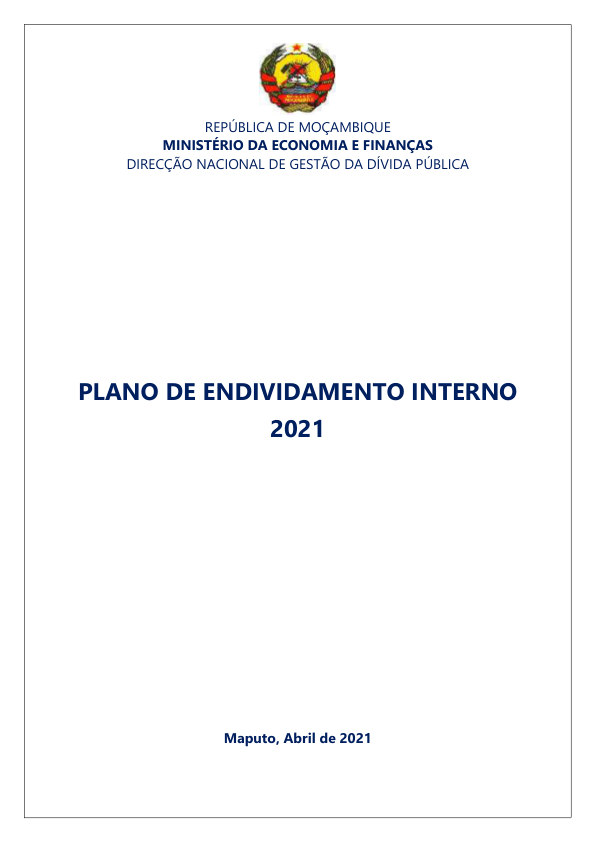 REPÚBLICA DE MOÇAMBIQUE
MINISTÉRIO DA ECONOMIA E FINANÇAS
DIRECÇÃO NACIONAL DE GESTÃO DA DÍVIDA PÚBLICA
PLANO DE ENDIVIDAMENTO INTERNO
2021
Maputo, Abril de 2021